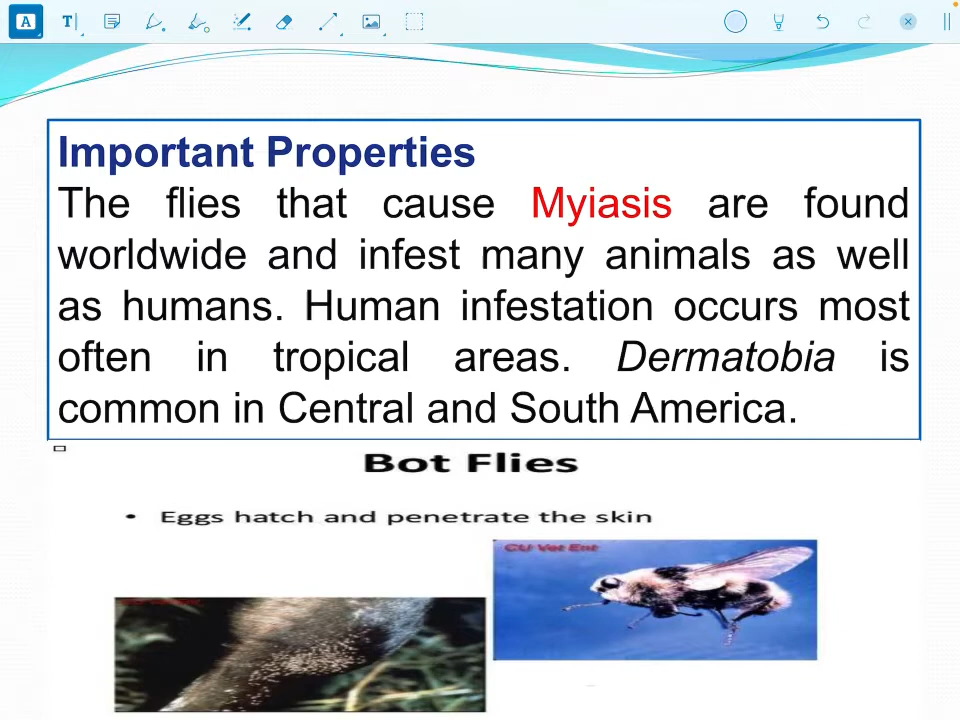 Important Properties
The flies that cause Myiasis are found
worldwide and infest many animals as well
as humans. Human infestation occurs most
often in tropical areas. Dermatobia is
common in Central and South America.
Bot Flies
• Eggs hatch and penetrate the skin
CU Vet Ent